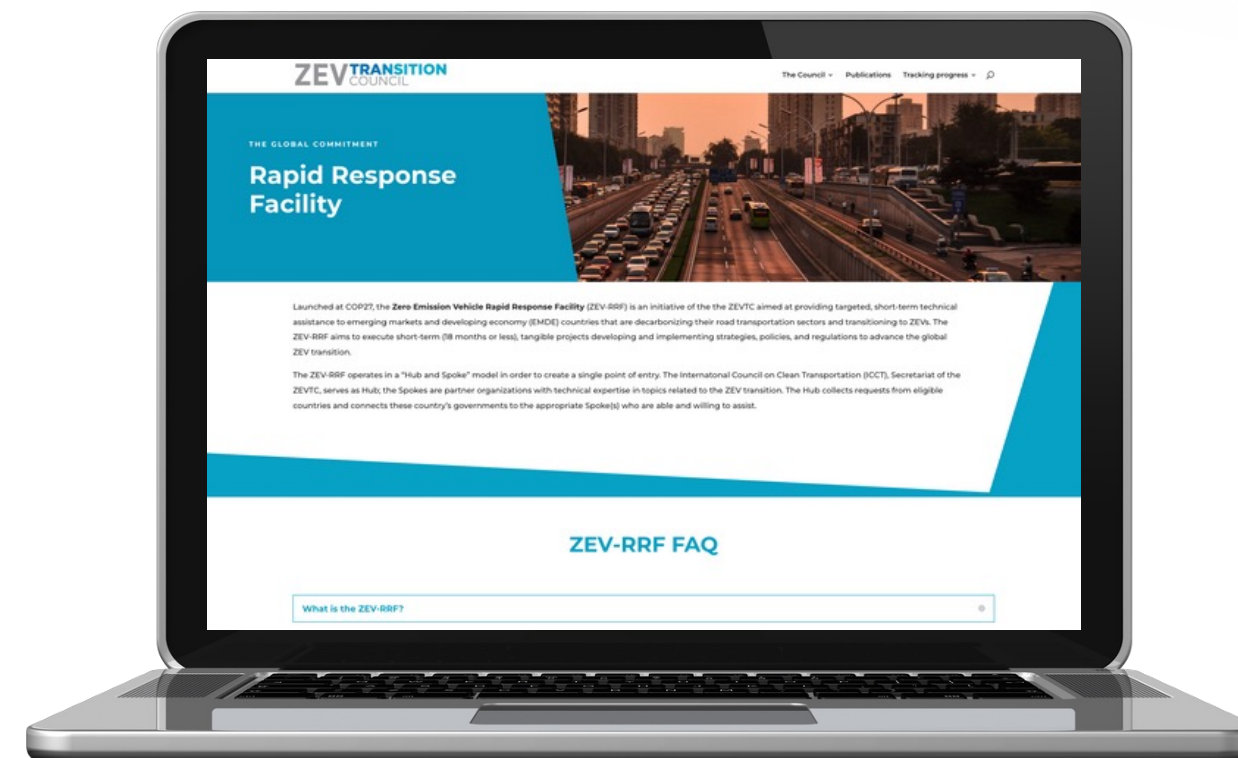 ZEV TRANSITION COUNCIL
The Council
Publications
Tracking progress
THE GLOBAL COMMITMENT
Rapid Response
Facility
Launched at COP27, the Zero Emission Vehicle Rapid Response Facility (ZEV-RRF) is an initiative of the the ZEVTC aimed at providing targeted, short-term technical
assistance to emerging markets and developing economy (EMDE) countries that are decarbonizing their road transportation sectors and transitioning to ZEVs. The
ZEV-RRF aims to execute short-term (18 months or less), tangible projects developing and implementing strategies, policies, and regulations to advance the global
ZEV transition.
The ZEV-RRF operates in a "Hub and Spoke" model in order to create a single point of entry. The Internatonal Council on Clean Transportation (ICCT), Secretariat of the
ZEVTC, serves as Hub; the Spokes are partner organizations with technical expertise in topics related to the ZEV transition. The Hub collects requests from eligible
countries and connects these country's governments to the appropriate Spoke(s) who are able and willing to assist.
ZEV-RRF FAQ
What is the ZEV-RRF?